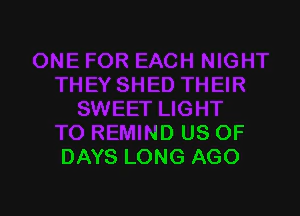 ONE FOR EACH NIGHT
THEY SHED THEIR
SWEET LIGHT
TO REMIND US OF
DAYS LONG AGO